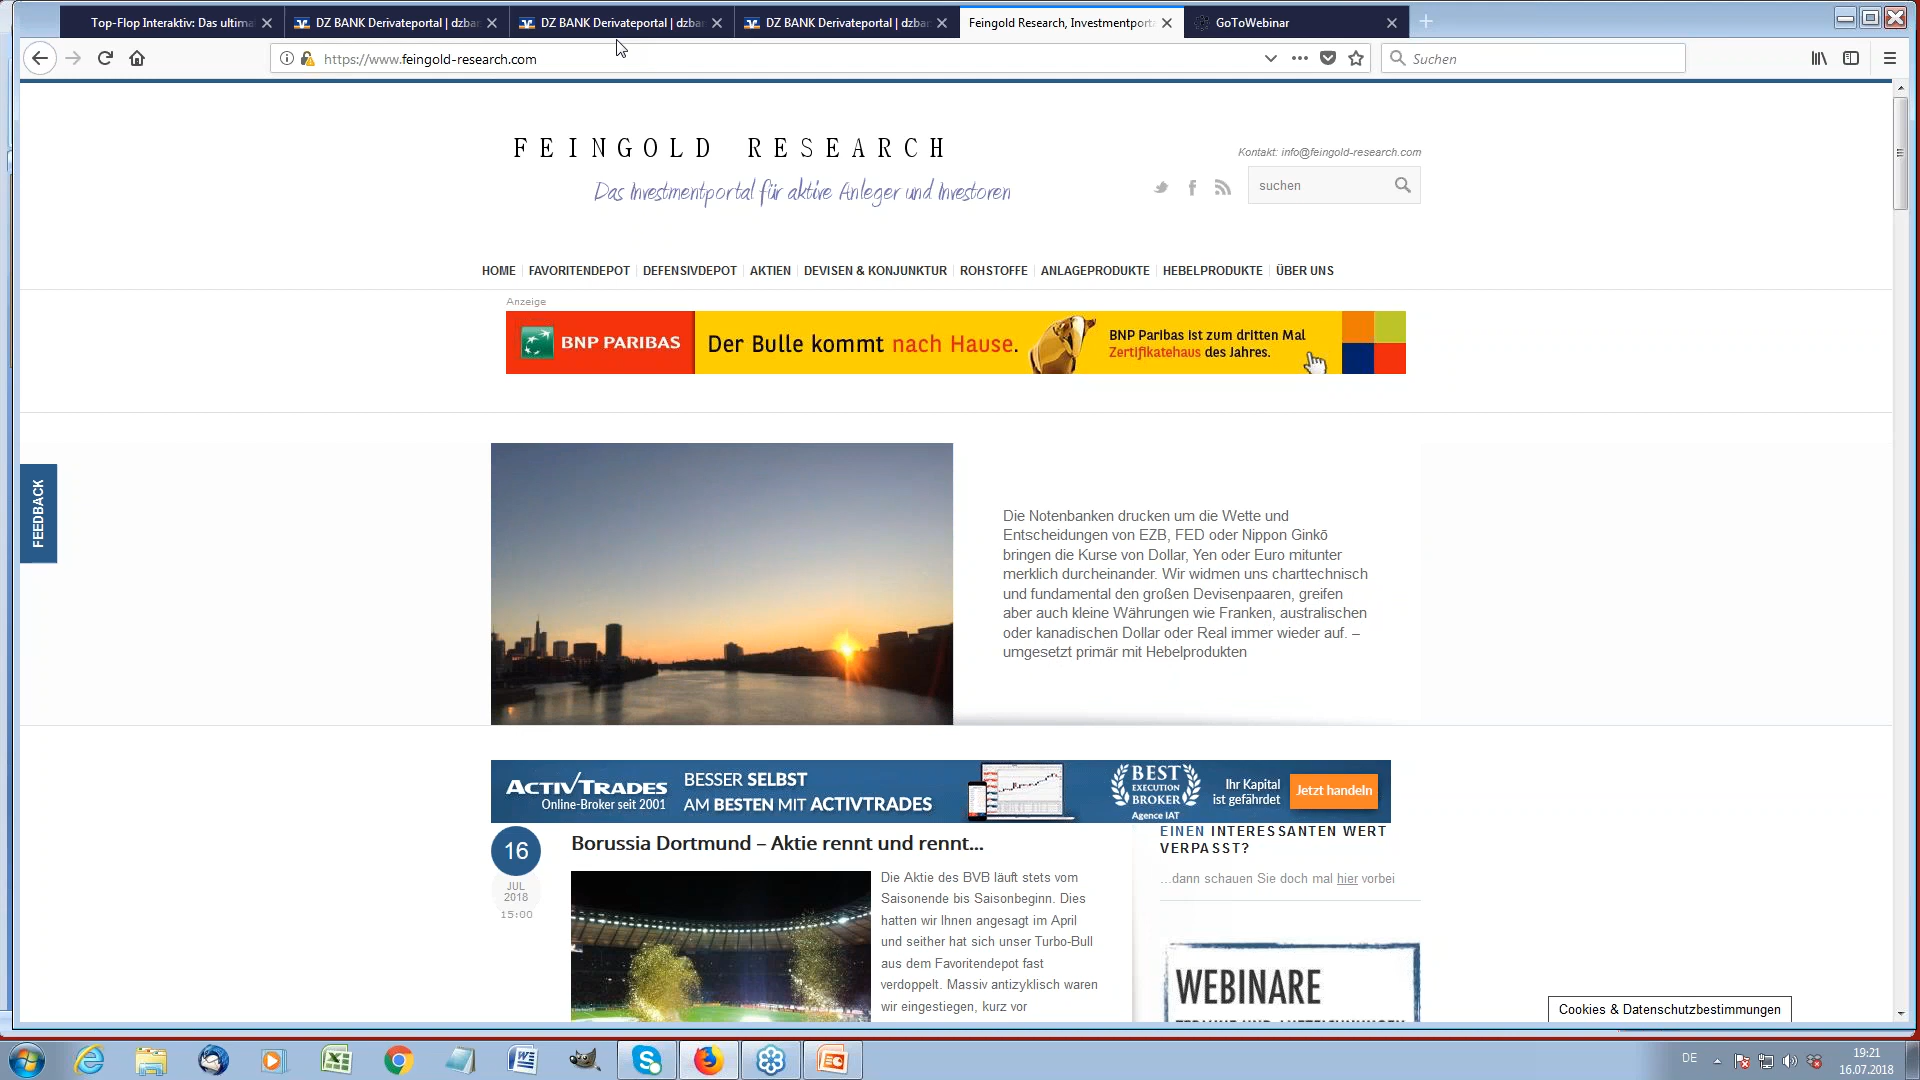 Top-Flop Interaktiv: Das ultima
DZ BANK Derivateportal | dzba
DZ BANK Derivateportal | dzba
DZ BANK Derivateportal | dzba
Feingold Research, Investmentport
GoToWebinar
https://www.feingold-research.com
Suchen
FEINGOLD RESEARCH
Das Investmentportal für aktive Anleger und Investoren
Kontakt: info@feingold-research.com
suchen
HOME FAVORITENDEPOT DEFENSIVDEPOT AKTIEN DEVISEN & KONJUNKTUR ROHSTOFFE ANLAGEPRODUKTE HEBELPRODUKTE ÜBER UNS
Anzeige
BNP PARIBAS
Der Bulle kommt nach Hause.
BNP Paribas ist zum dritten Mal
Zertifikatehaus des Jahres.
FEEDBACK
Die Notenbanken drucken um die Wette und
Entscheidungen von EZB, FED oder Nippon Ginkō
bringen die Kurse von Dollar, Yen oder Euro mitunter
merklich durcheinander. Wir widmen uns charttechnisch
und fundamental den großen Devisenpaaren, greifen
aber auch kleine Währungen wie Franken, australischen
oder kanadischen Dollar oder Real immer wieder auf. –
umgesetzt primär mit Hebelprodukten
ACTIVTRADES
Online-Broker seit 2001
BESSER SELBST
AM BESTEN MIT ACTIVTRADES
BEST
EXECUTION
BROKER
Agence IAT
Ihr Kapital
ist gefährdet
Jetzt handeln
16
JUL
2018
15:00
Borussia Dortmund – Aktie rennt und rennt...
Die Aktie des BVB läuft stets vom
Saisonende bis Saisonbeginn. Dies
hatten wir Ihnen angesagt im April
und seither hat sich unser Turbo-Bull
aus dem Favoritendepot fast
verdoppelt. Massiv antizyklisch waren
wir eingestiegen, kurz vor
EINEN INTERESSANTEN WERT
VERPASST?
...dann schauen Sie doch mal hier vorbei
WEBINARE
Cookies & Datenschutzbestimmungen
DE
19:21
16.07.2018